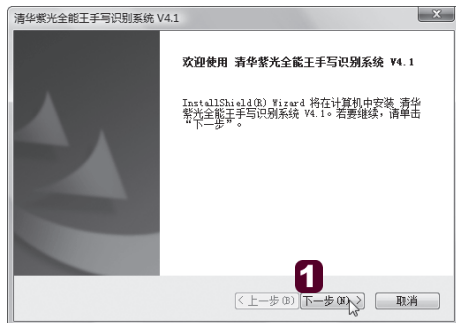 清华紫光全能王手写识别系统 V4.1
欢迎使用 清华紫光全能王手写识别系统 V4.1
InstallShield(R) Wizard 将在计算机中安装 清华
紫光全能王手写识别系统 V4.1。若要继续，请单击
“下一步”。
1
<上一步(B) 下一步(N)> 取消